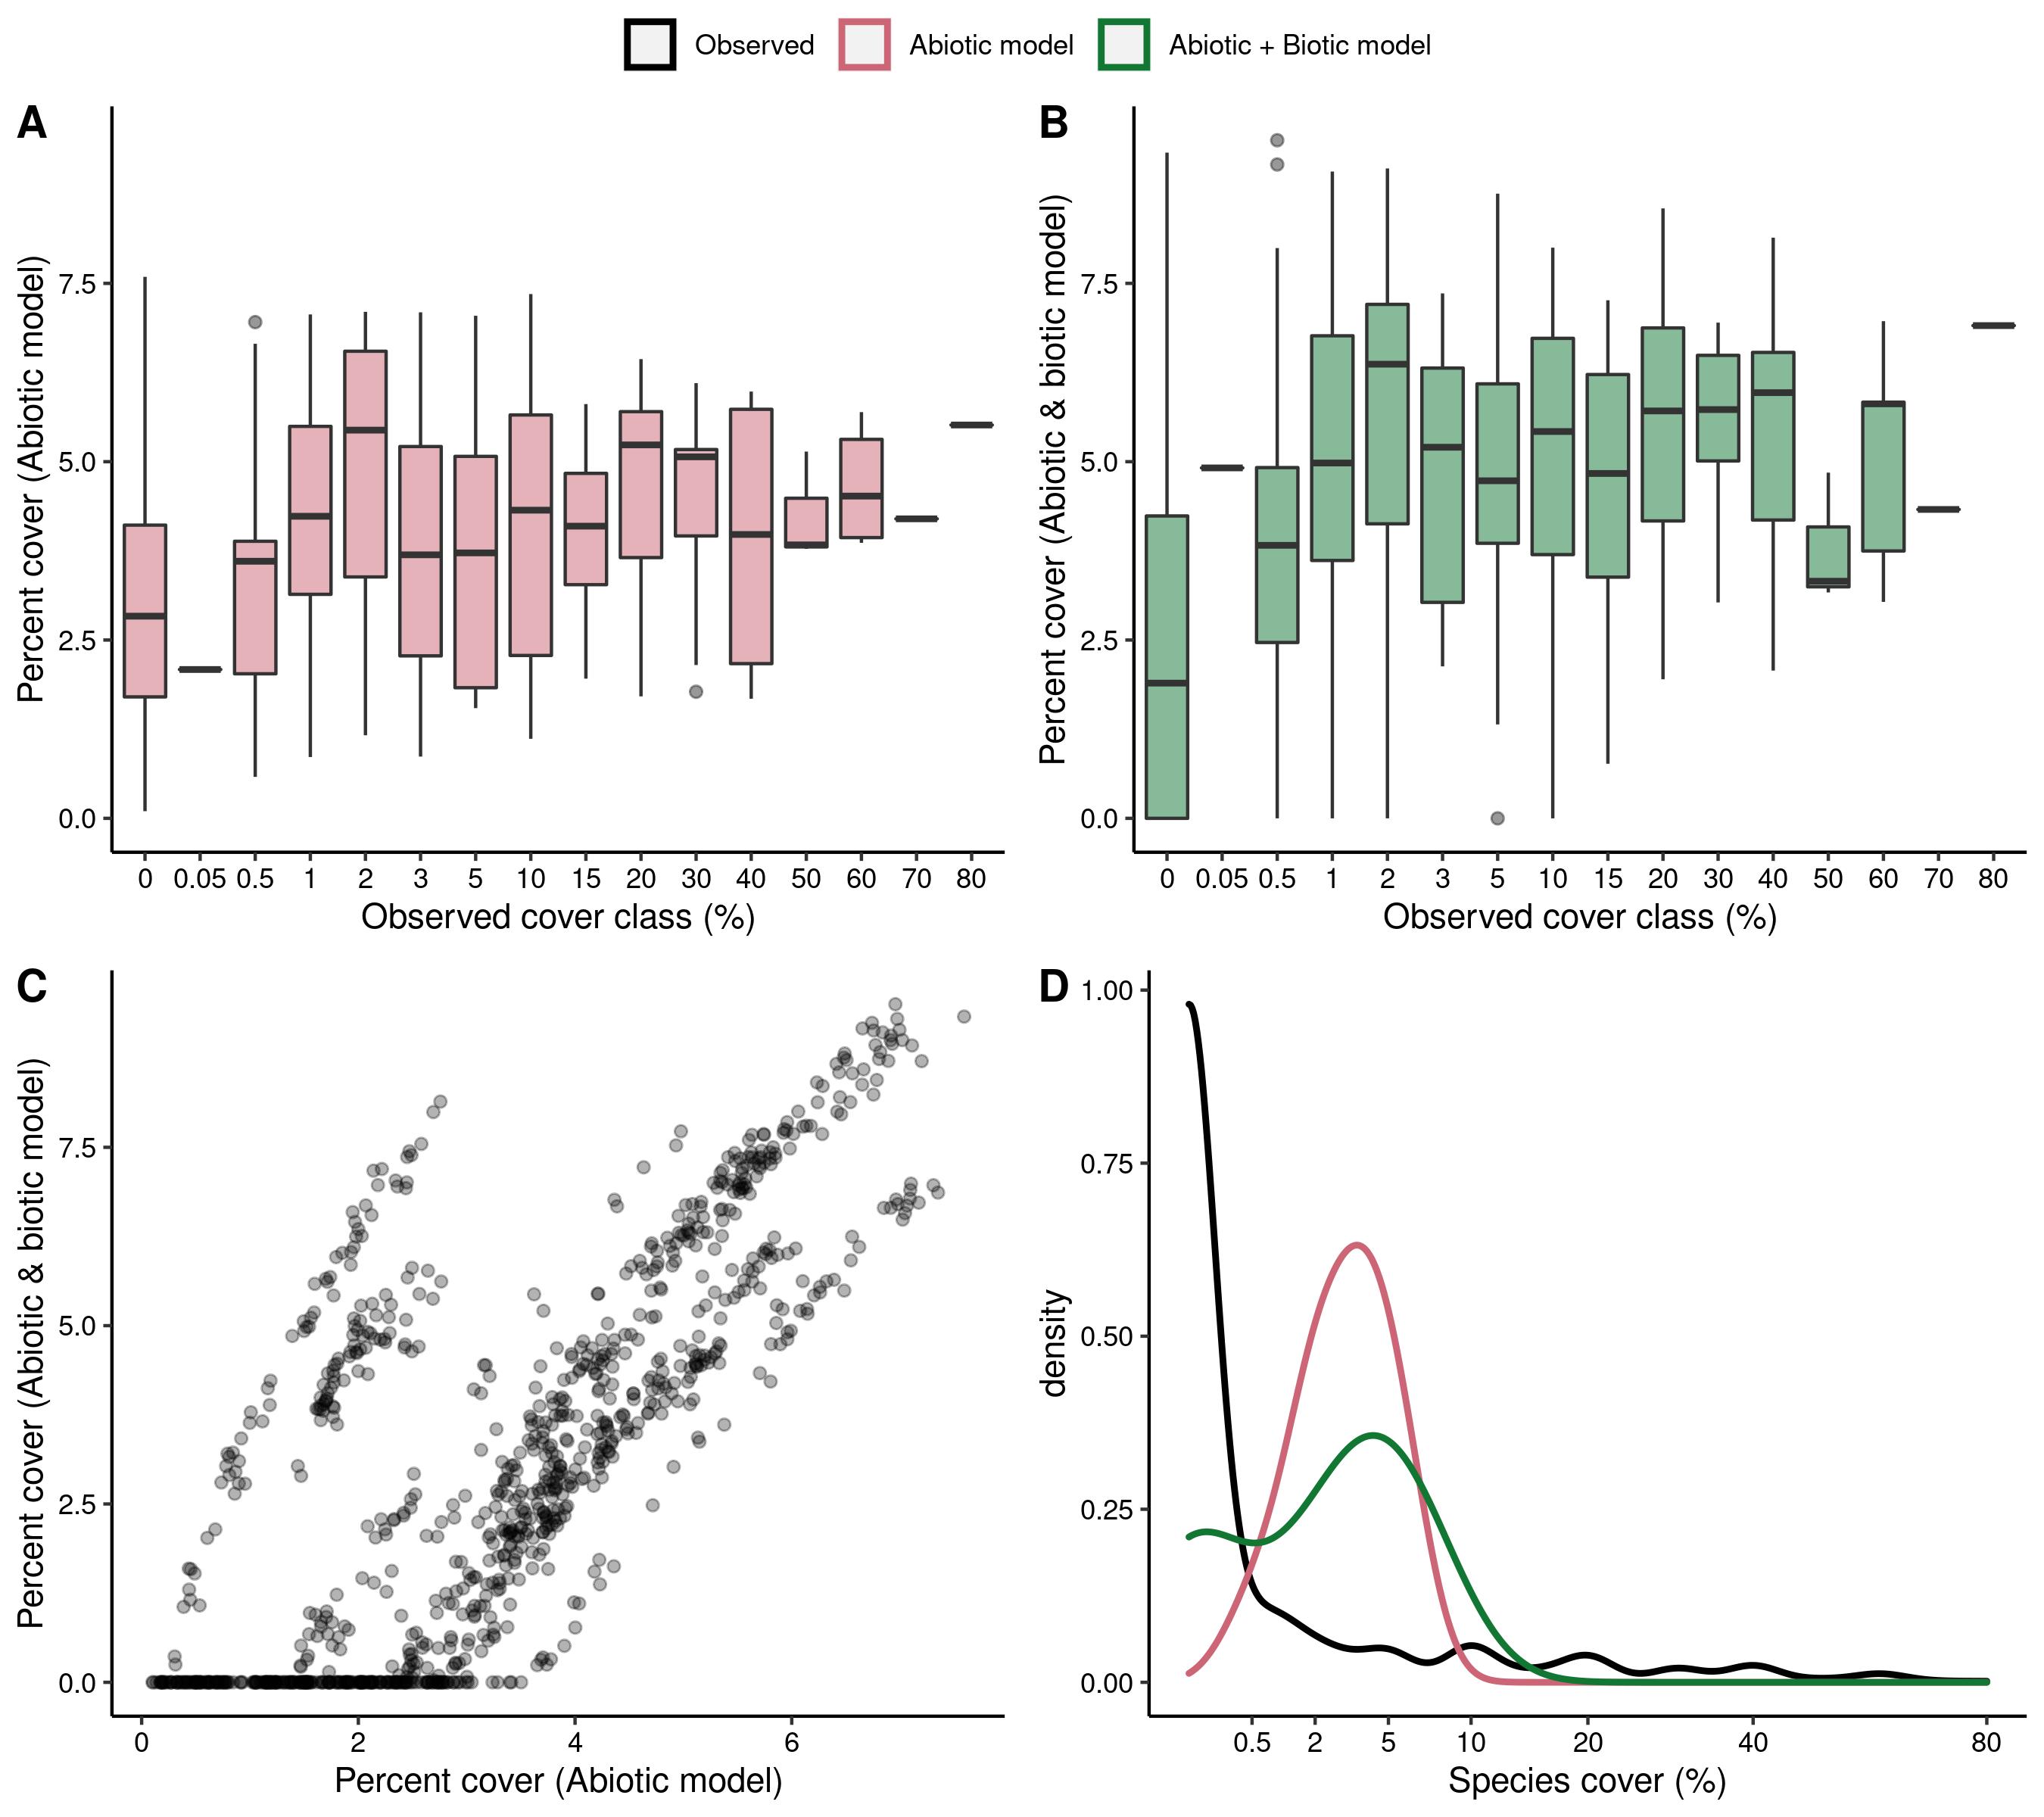 Observed Abiotic model Abiotic + Biotic model
A
Percent cover (Abiotic model)
7.5
5.0
2.5
0.0
0 0.05 0.5 1 2 3 5 10 15 20 30 40 50 60 70 80
Observed cover class (%)
B
Percent cover (Abiotic & biotic model)
7.5
5.0
2.5
0.0
0 0.05 0.5 1 2 3 5 10 15 20 30 40 50 60 70 80
Observed cover class (%)
C
Percent cover (Abiotic & biotic model)
7.5
5.0
2.5
0.0
0 2 4 6
Percent cover (Abiotic model)
D
density
1.00
0.75
0.50
0.25
0.00
0.5 2 5 10 20 40 80
Species cover (%)